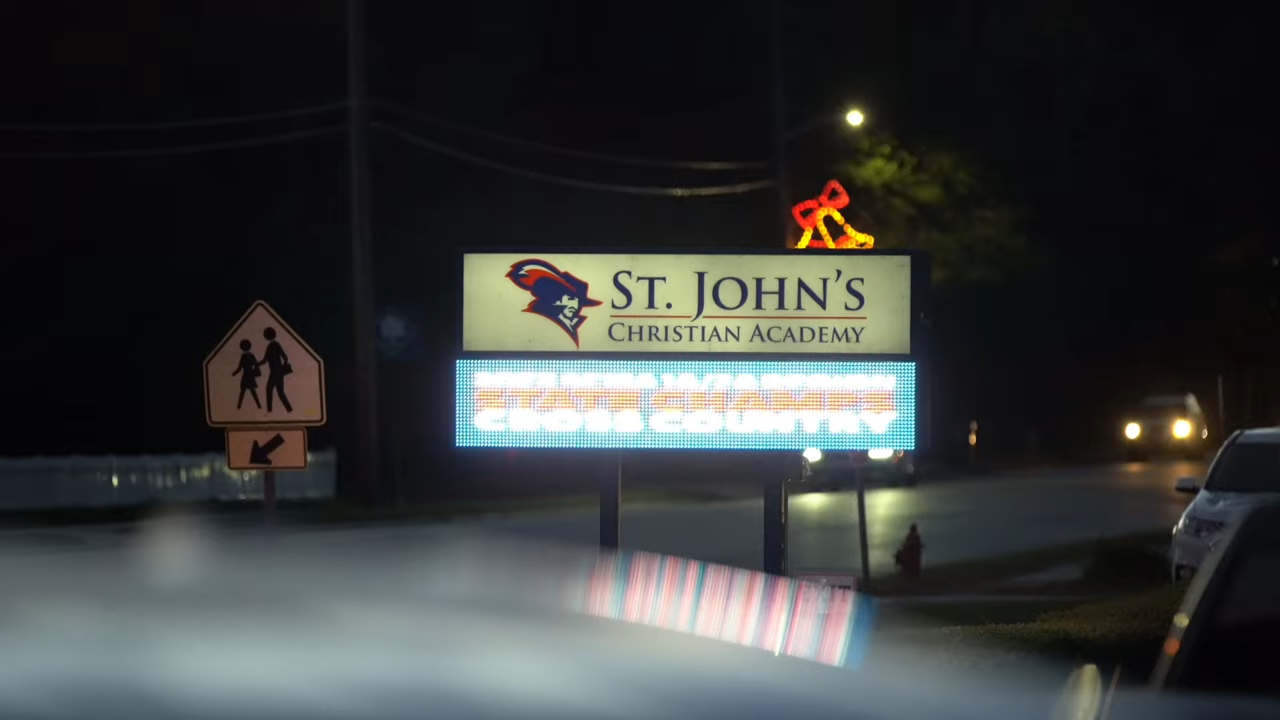 ST. JOHN'S
CHRISTIAN ACADEMY
STATE CHAMPS
CROSS COUNTRY